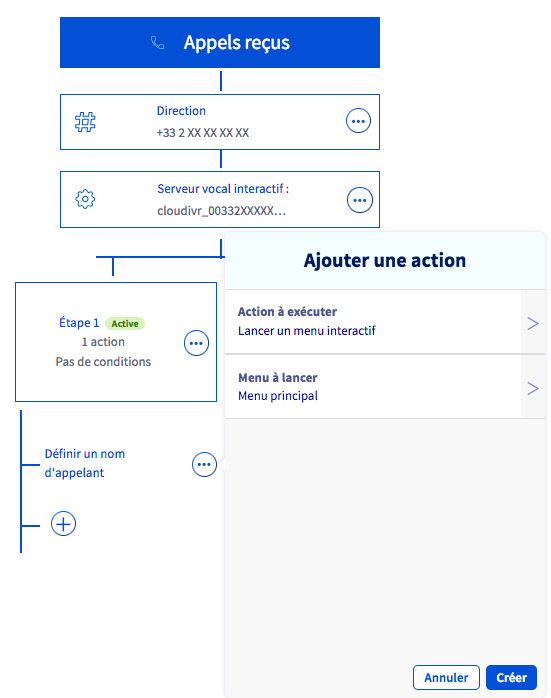 Appels reçus
Direction
+33 2 XX XX XX XX
Serveur vocal interactif :
cloudivr_00332XXXXX...
Ajouter une action
Étape 1 Active
1 action
Pas de conditions
Action à exécuter
Lancer un menu interactif
Menu à lancer
Menu principal
Définir un nom
d'appelant
Annuler Créer